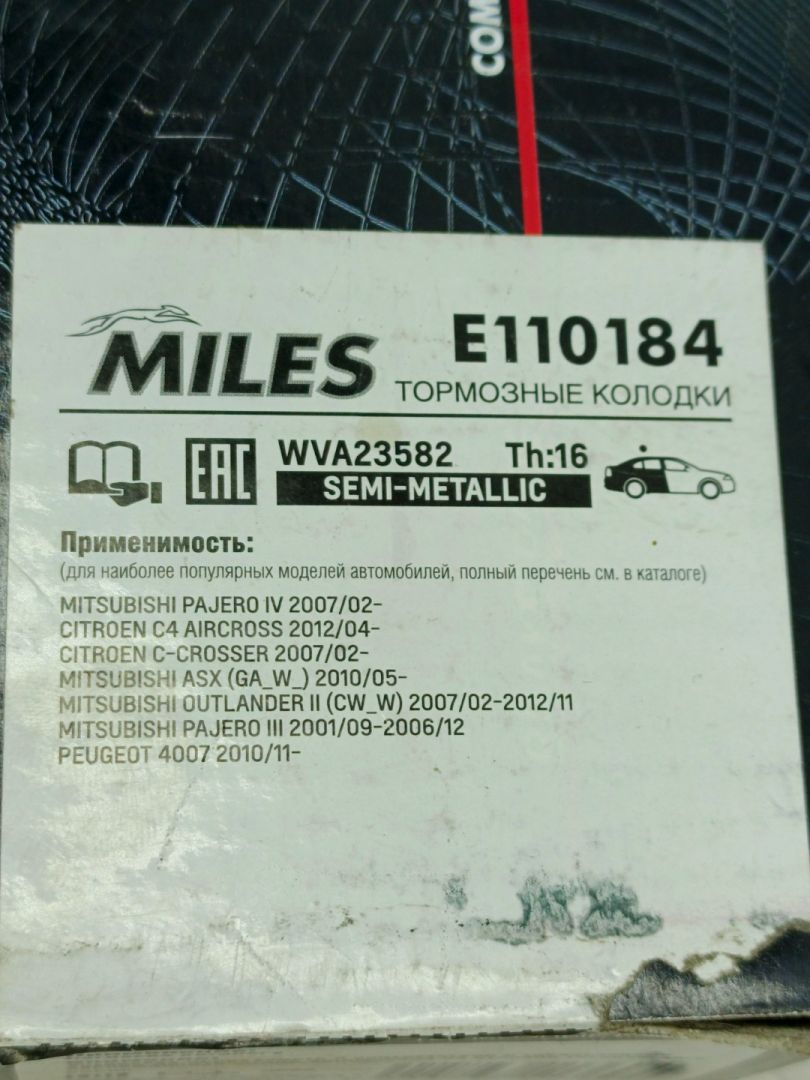 COM
MILES
E110184
ТОРМОЗНЫЕ КОЛОДКИ
EAC
WVA23582 Th:16
SEMI-METALLIC
Применимость:
(для наиболее популярных моделей автомобилей, полный перечень см. в каталоге)
MITSUBISHI PAJERO IV 2007/02-
CITROEN C4 AIRCROSS 2012/04-
CITROEN C-CROSSER 2007/02-
MITSUBISHI ASX (GA_W_) 2010/05-
MITSUBISHI OUTLANDER II (CW_W) 2007/02-2012/11
MITSUBISHI PAJERO III 2001/09-2006/12
PEUGEOT 4007 2010/11-